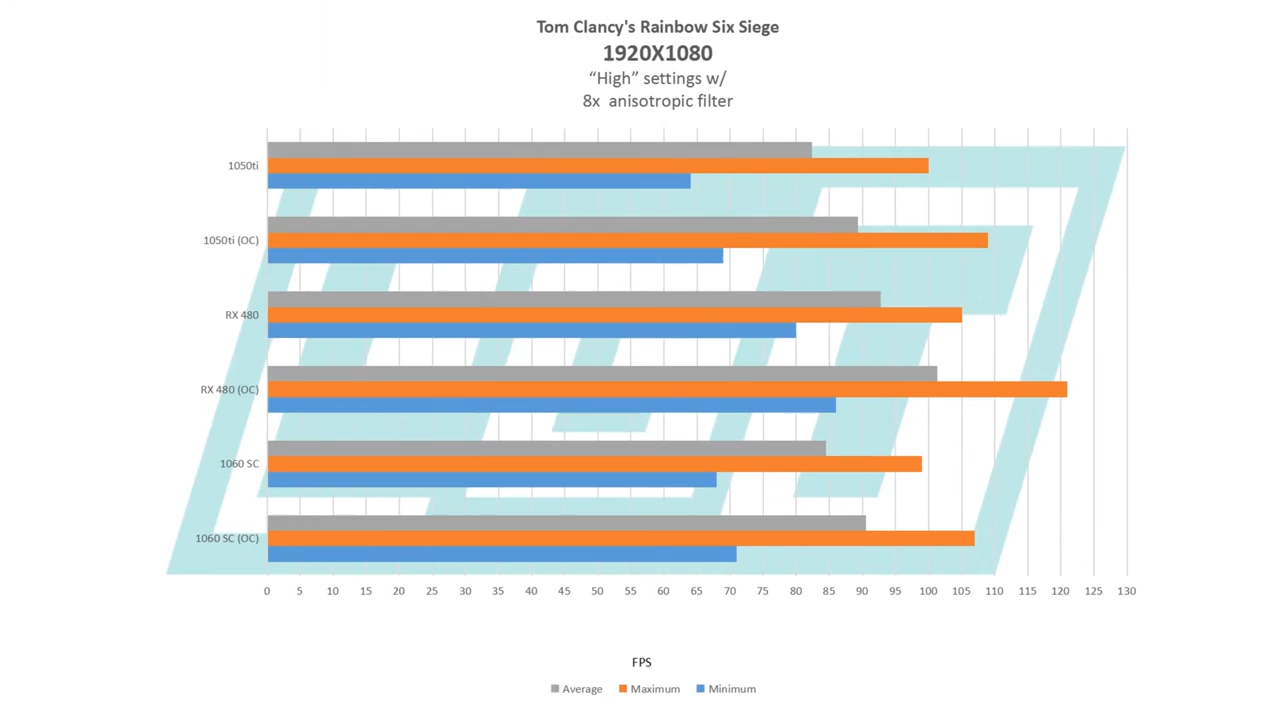 Tom Clancy's Rainbow Six Siege
1920X1080
“High” settings w/
8x anisotropic filter
1050ti
1050ti (OC)
RX 480
RX 480 (OC)
1060 SC
1060 SC (OC)
0 5 10 15 20 25 30 35 40 45 50 55 60 65 70 75 80 85 90 95 100 105 110 115 120 125 130
FPS
Average Maximum Minimum